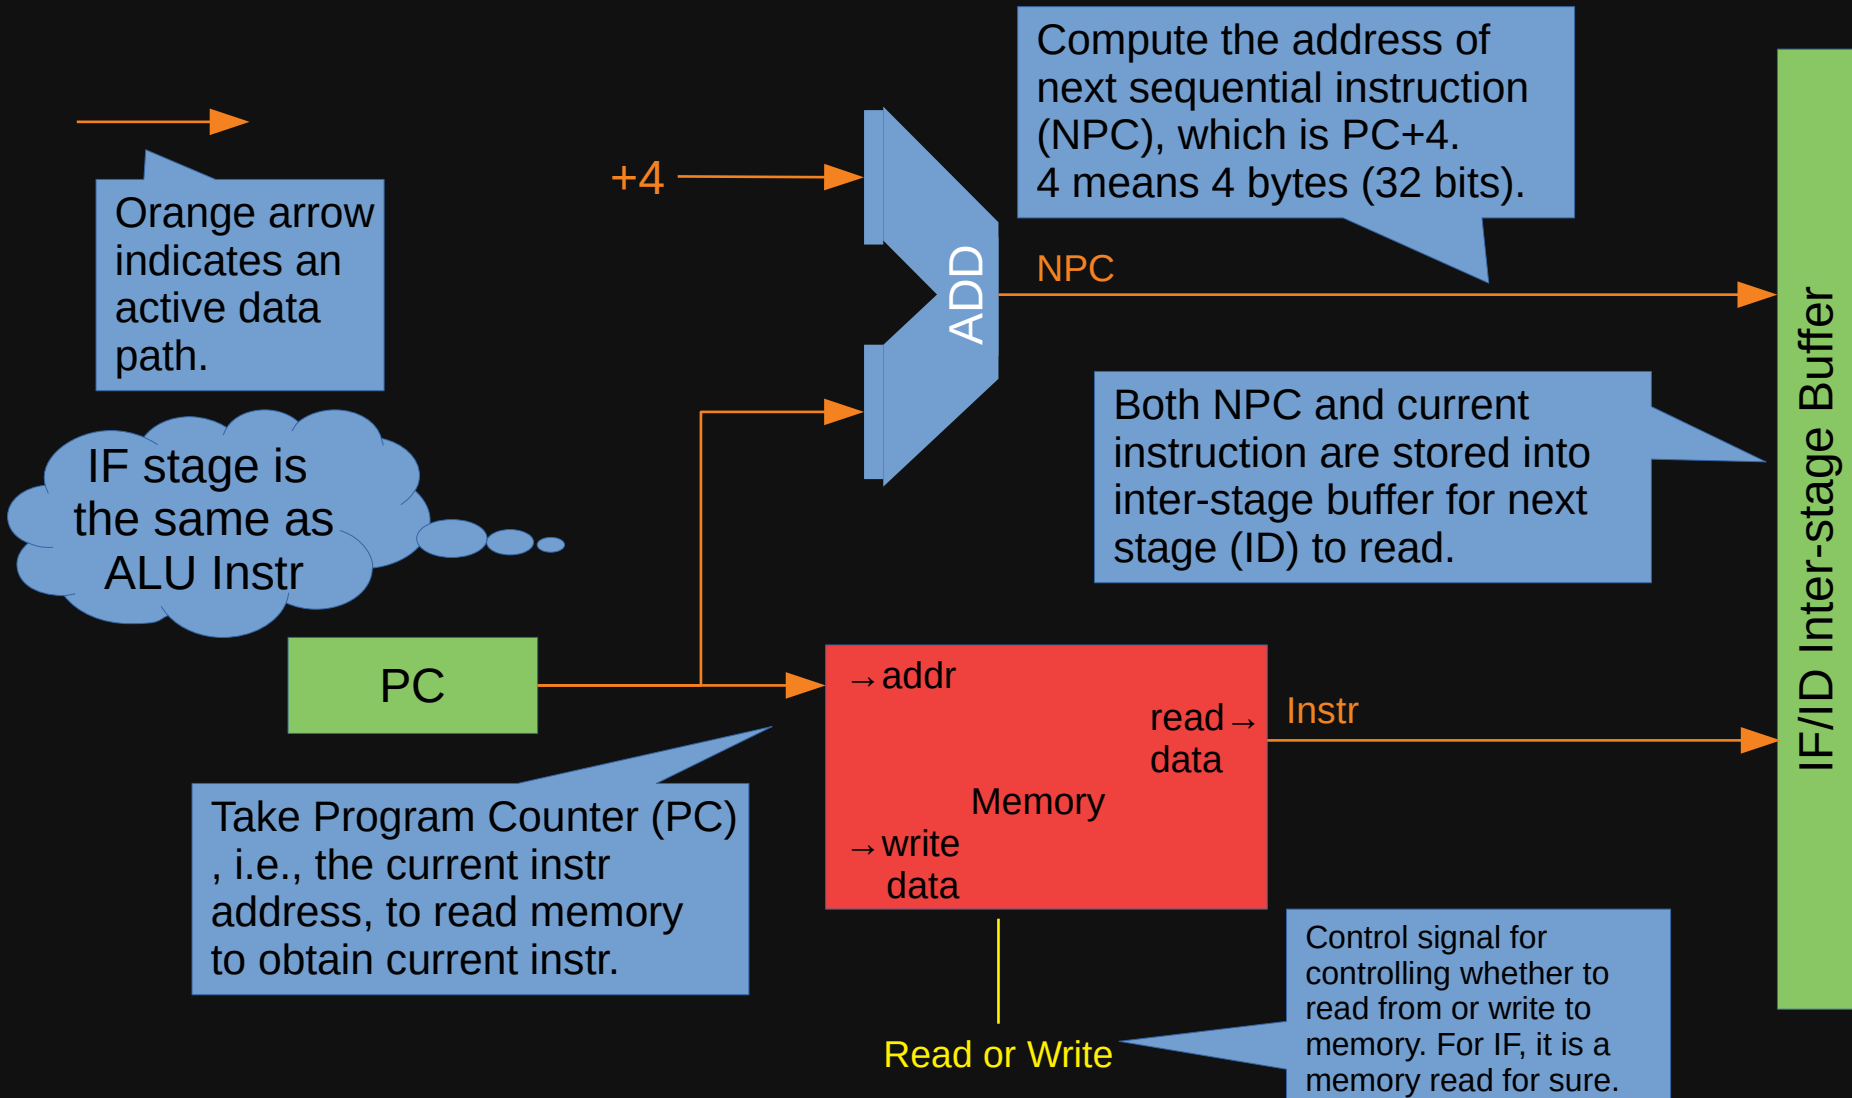 Compute the address of
next sequential instruction
(NPC), which is PC+4.
4 means 4 bytes (32 bits).
+4
Orange arrow
indicates an
active data
path.
ADD
NPC
IF/ID Inter-stage Buffer
Both NPC and current
instruction are stored into
inter-stage buffer for next
stage (ID) to read.
IF stage is
the same as
ALU Instr
PC
→addr
read→
data
Instr
Memory
→write
data
Take Program Counter (PC)
, i.e., the current instr
address, to read memory
to obtain current instr.
Read or Write
Control signal for
controlling whether to
read from or write to
memory. For IF, it is a
memory read for sure.